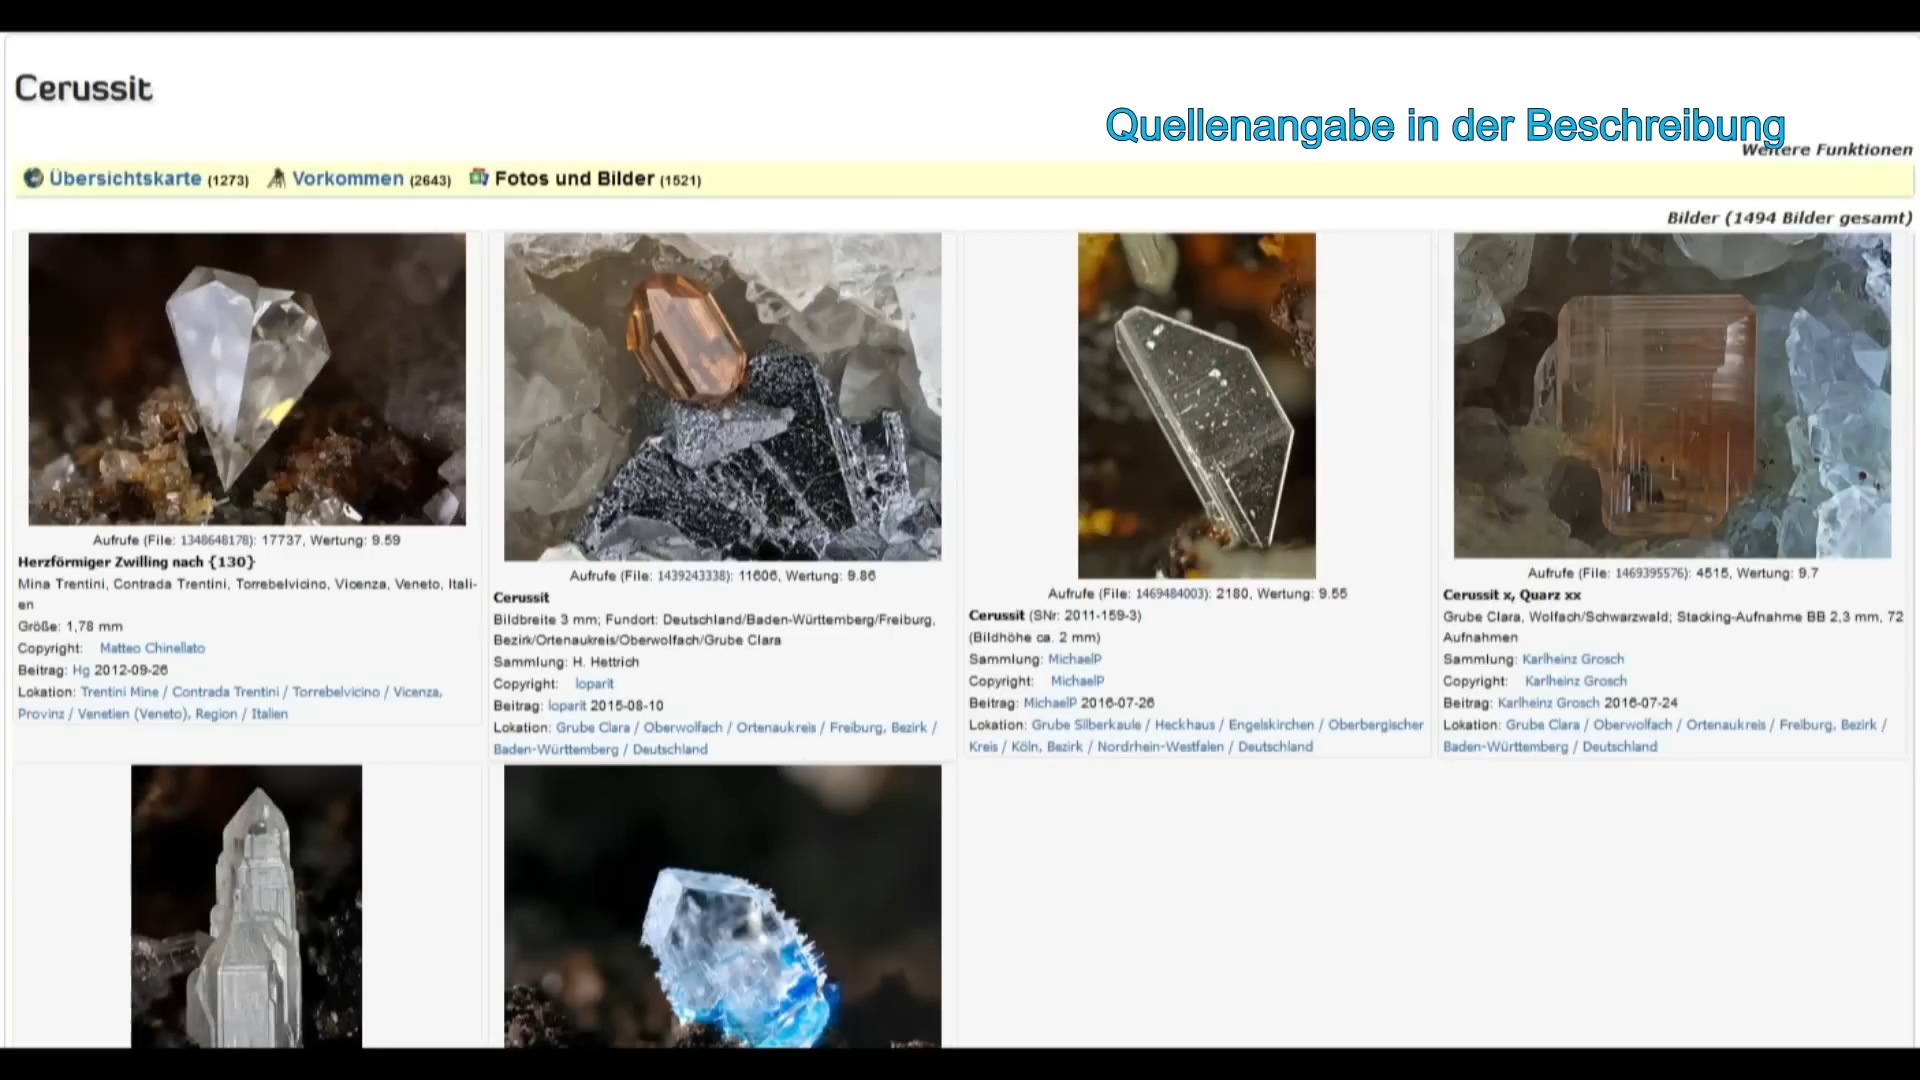 Cerussit
Quellenangabe in der Beschreibung
Weitere Funktionen
Übersichtskarte (1273) Vorkommen (2643) Fotos und Bilder (1521)
Bilder (1494 Bilder gesamt)
Aufrufe (File: 1348648178): 17737, Wertung: 9.59
Herzförmiger Zwilling nach {130}
Mina Trentini, Contrada Trentini, Torrebelvicino, Vicenza, Veneto, Itali-
en
Größe: 1,78 mm
Copyright: Matteo Chinellato
Beitrag: Hg 2012-09-26
Lokation: Trentini Mine / Contrada Trentini / Torrebelvicino / Vicenza,
Provinz / Venetien (Veneto), Region / Italien
Aufrufe (File: 1439243338): 11606, Wertung: 9.86
Cerussit
Bildbreite 3 mm; Fundort: Deutschland/Baden-Württemberg/Freiburg,
Bezirk/Ortenaukreis/Oberwolfach/Grube Clara
Sammlung: H. Hettrich
Copyright: loparit
Beitrag: loparit 2015-08-10
Lokation: Grube Clara / Oberwolfach / Ortenaukreis / Freiburg, Bezirk /
Baden-Württemberg / Deutschland
Aufrufe (File: 1469484003): 2180, Wertung: 9.55
Cerussit (SNr: 2011-159-3)
(Bildhöhe ca. 2 mm)
Sammlung: MichaelP
Copyright: MichaelP
Beitrag: MichaelP 2016-07-26
Lokation: Grube Silberkaule / Heckhaus / Engelskirchen / Oberbergischer
Kreis / Köln, Bezirk / Nordrhein-Westfalen / Deutschland
Aufrufe (File: 1469395576): 4515, Wertung: 9.7
Cerussit x, Quarz xx
Grube Clara, Wolfach/Schwarzwald; Stacking-Aufnahme BB 2,3 mm, 72
Aufnahmen
Sammlung: Karlheinz Grosch
Copyright: Karlheinz Grosch
Beitrag: Karlheinz Grosch 2016-07-24
Lokation: Grube Clara / Oberwolfach / Ortenaukreis / Freiburg, Bezirk /
Baden-Württemberg / Deutschland